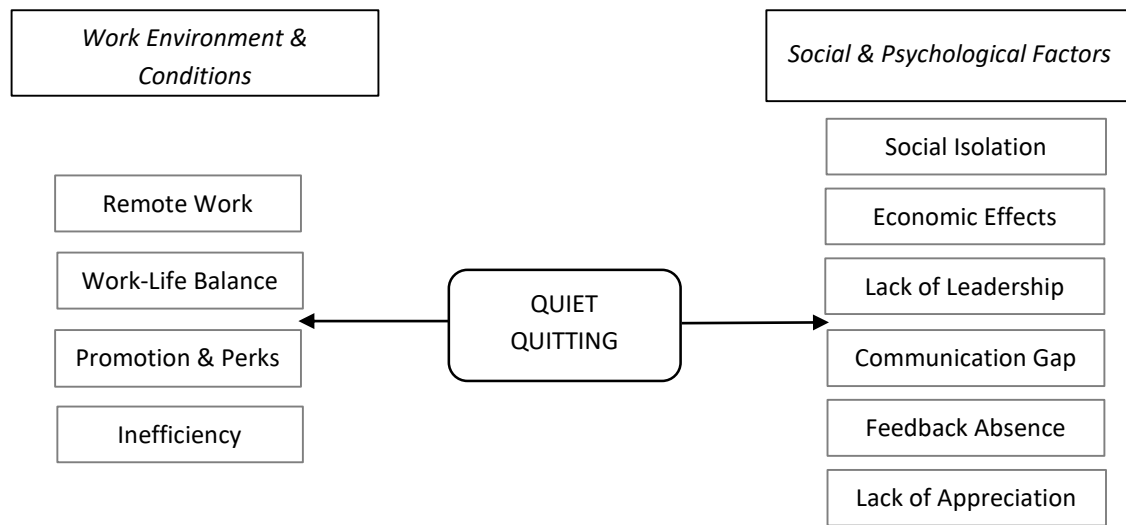 Work Environment &
Conditions
Remote Work
Work-Life Balance
Promotion & Perks
Inefficiency
QUIET
QUITTING
Social & Psychological Factors
Social Isolation
Economic Effects
Lack of Leadership
Communication Gap
Feedback Absence
Lack of Appreciation